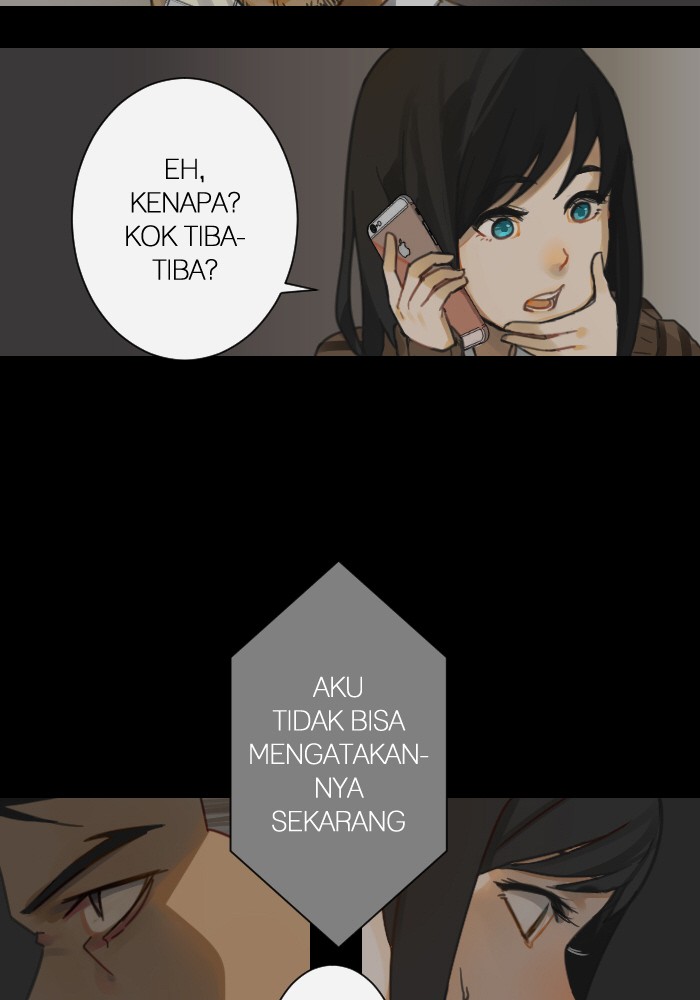 EH,
KENAPA?
KOK TIBA-
TIBA?
AKU
TIDAK BISA
MENGATAKAN-
NYA
SEKARANG